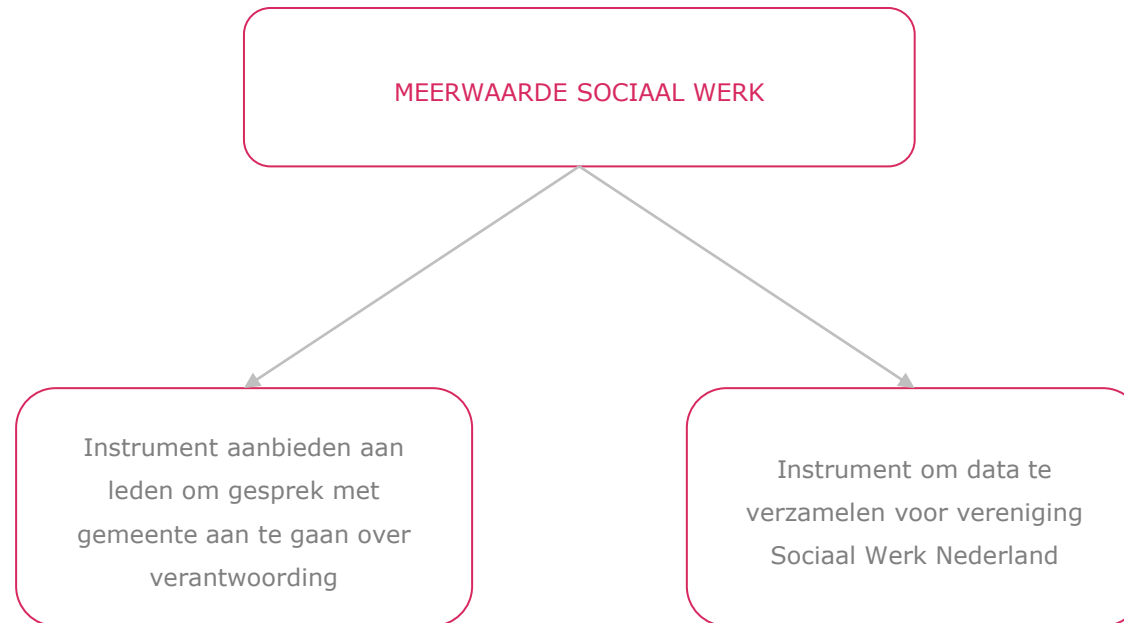 MEERWAARDE SOCIAAL WERK
Instrument aanbieden aan
leden om gesprek met
gemeente aan te gaan over
verantwoording
Instrument om data te
verzamelen voor vereniging
Sociaal Werk Nederland